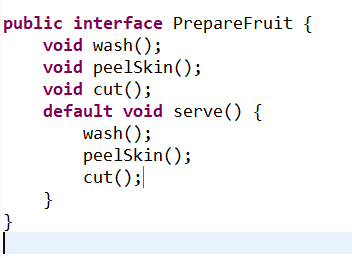 public interface PrepareFruit {
    void wash();
    void peelSkin();
    void cut();
    default void serve() {
        wash();
        peelSkin();
        cut();
    }
}